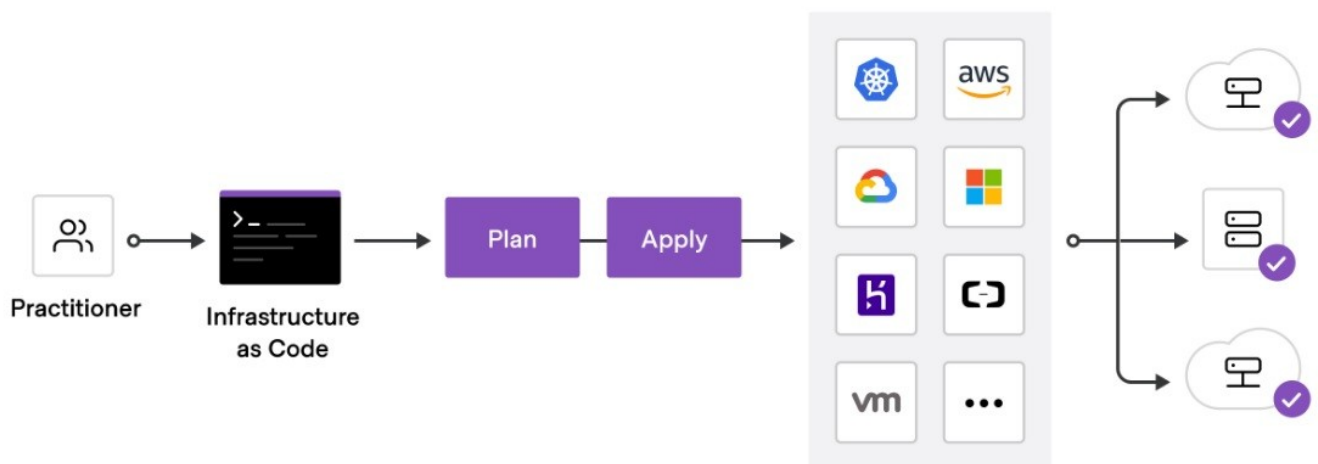 Practitioner
>_
Infrastructure
as Code
Plan
Apply
aws
vm